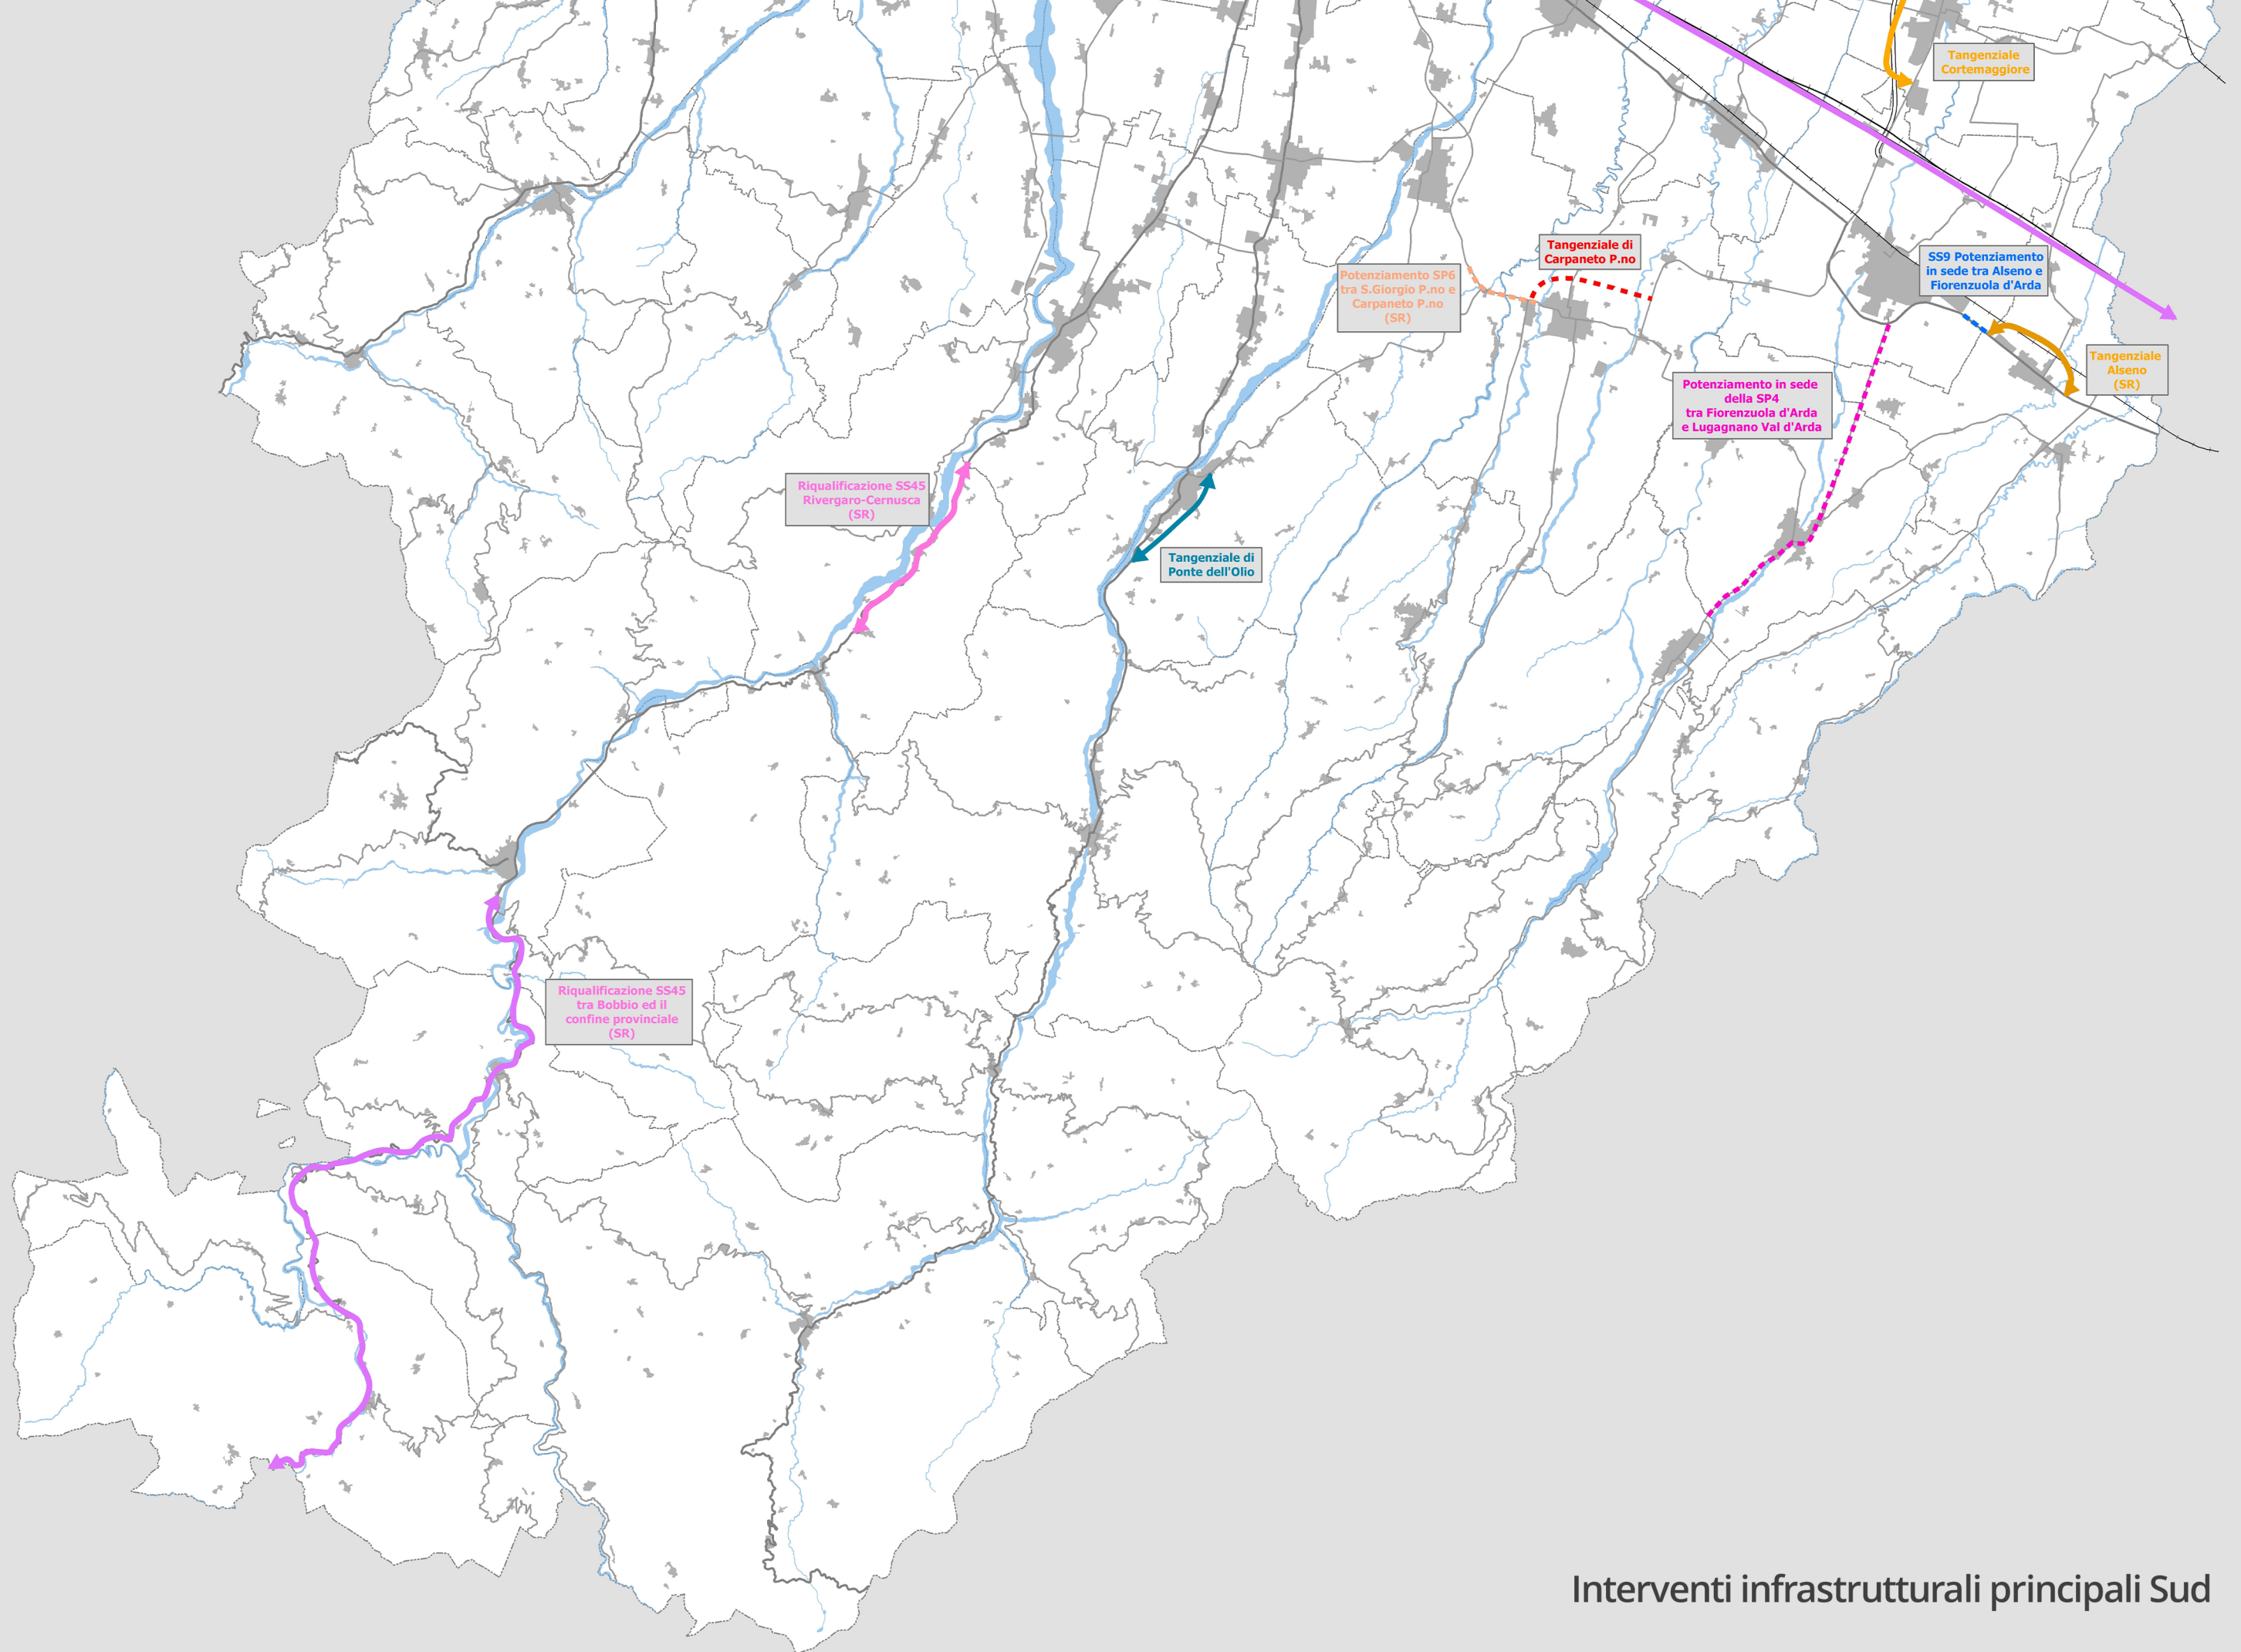 Tangenziale
Cortemaggiore
Tangenziale di
Carpaneto P.no
SS9 Potenziamento
in sede tra Alseno e
Fiorenzuola d'Arda
Potenziamento SP6
tra S.Giorgio P.no e
Carpaneto P.no
(SR)
Tangenziale
Alseno
(SR)
Potenziamento in sede
della SP4
tra Fiorenzuola d'Arda
e Lugagnano Val d'Arda
Riqualificazione SS45
Rivergaro-Cernusca
(SR)
Tangenziale di
Ponte dell'Olio
Riqualificazione SS45
tra Bobbio ed il
confine provinciale
(SR)
Interventi infrastrutturali principali Sud